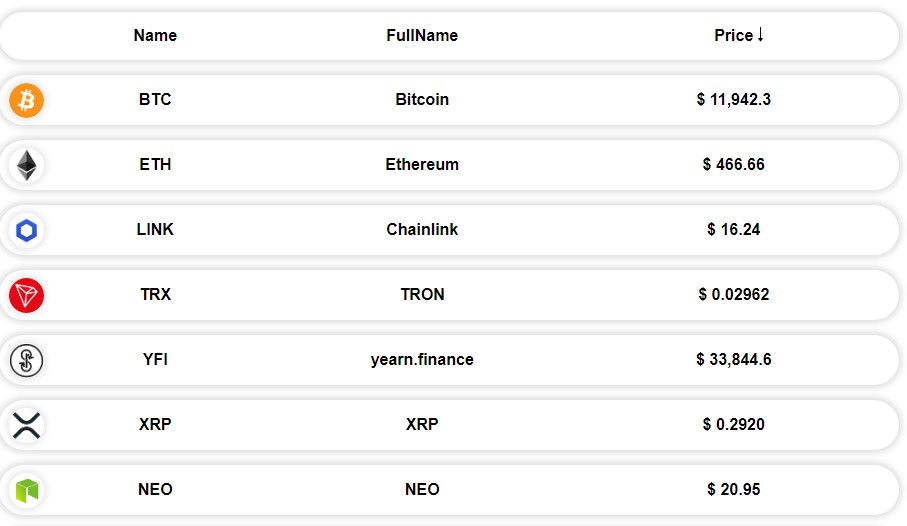 Name FullName Price ↓
BTC Bitcoin $ 11,942.3
ETH Ethereum $ 466.66
LINK Chainlink $ 16.24
TRX TRON $ 0.02962
YFI yearn.finance $ 33,844.6
XRP XRP $ 0.2920
NEO NEO $ 20.95